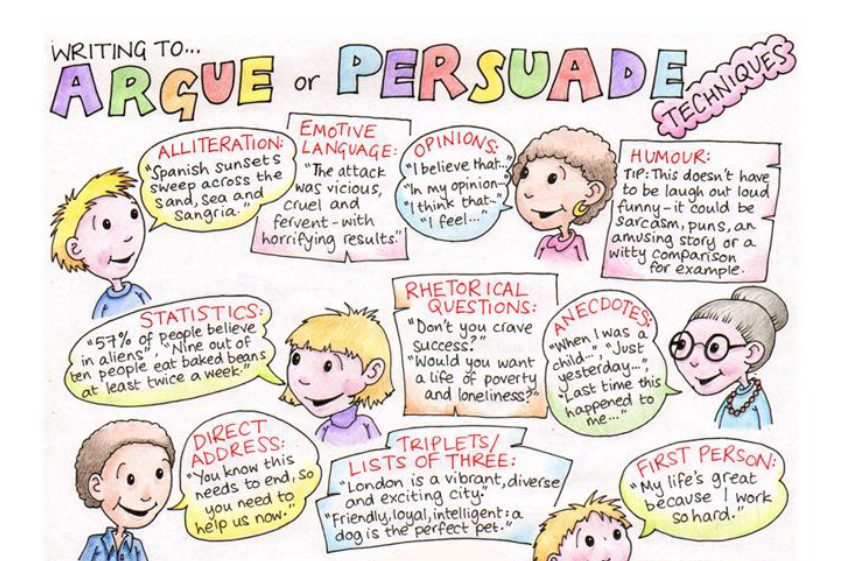 WRITING TO...
ARGUE or PERSUADE
TECHNIQUES
ALLITERATION:
"Spanish sunsets
sweep across the
sand, sea and
sangria."
EMOTIVE
LANGUAGE:
"The attack
was vicious,
cruel and
fervent - with
horrifying results."
OPINIONS:
"I believe that..."
"In my opinion-
"I think that-"
"I feel..."
HUMOUR:
TIP: This doesn't have
to be laugh out loud
funny - it could be
sarcasm, puns, an
amusing story or a
witty comparison
for example.
STATISTICS:
"57% of people believe
in aliens", "Nine out of
ten people eat baked beans
at least twice a week."
RHETORICAL
QUESTIONS:
"Don't you crave
success?"
"Would you want
a life of poverty
and loneliness?"
ANECDOTES:
"When I was a
child...", "Just
yesterday...",
"Last time this
happened to
me..."
DIRECT
ADDRESS:
"You know this
needs to end, so
you need to
help us now."
TRIPLETS/
LISTS OF THREE:
"London is a vibrant, diverse
and exciting city."
"Friendly, loyal, intelligent: a
dog is the perfect pet."
FIRST PERSON:
"My life's great
because I work
so hard."